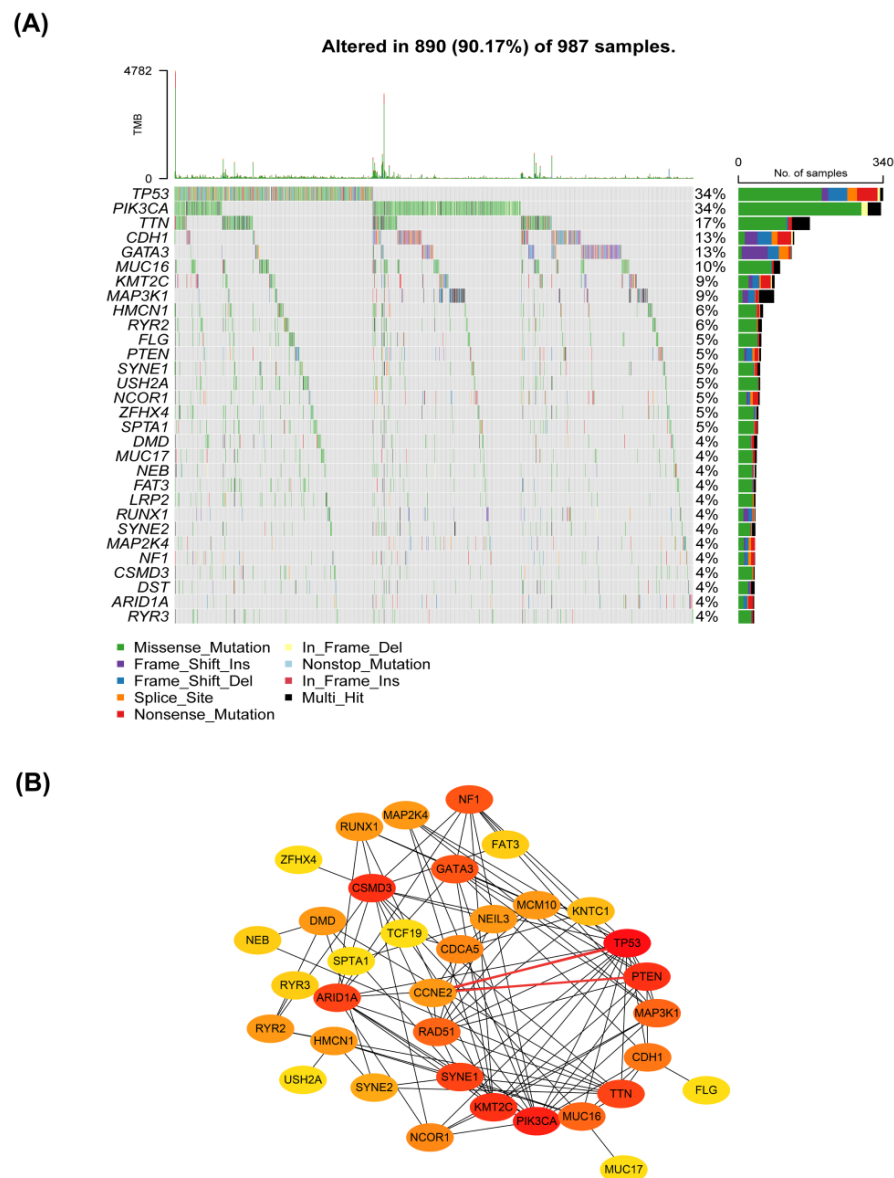 (A)
Altered in 890 (90.17%) of 987 samples.
4782
TMB
0
0 340
No. of samples
TP53 34%
PIK3CA 34%
TTN 17%
CDH1 13%
GATA3 13%
MUC16 10%
KMT2C 9%
MAP3K1 9%
HMCN1 6%
RYR2 6%
FLG 5%
PTEN 5%
SYNE1 5%
USH2A 5%
NCOR1 5%
ZFHX4 5%
SPTA1 5%
DMD 4%
MUC17 4%
NEB 4%
FAT3 4%
LRP2 4%
RUNX1 4%
SYNE2 4%
MAP2K4 4%
NF1 4%
CSMD3 4%
DST 4%
ARID1A 4%
RYR3 4%
Missense_Mutation In_Frame_Del
Frame_Shift_Ins Nonstop_Mutation
Frame_Shift_Del In_Frame_Ins
Splice_Site Multi_Hit
Nonsense_Mutation
(B)
NF1
MAP2K4
RUNX1
FAT3
ZFHX4
GATA3
CSMD3
MCM10
KNTC1
NEIL3
DMD
TCF19
NEB
TP53
CDCA5
SPTA1
PTEN
RYR3
ARID1A
CCNE2
MAP3K1
RYR2
RAD51
HMCN1
CDH1
USH2A
SYNE2
SYNE1
FLG
TTN
KMT2C
PIK3CA
MUC16
NCOR1
MUC17